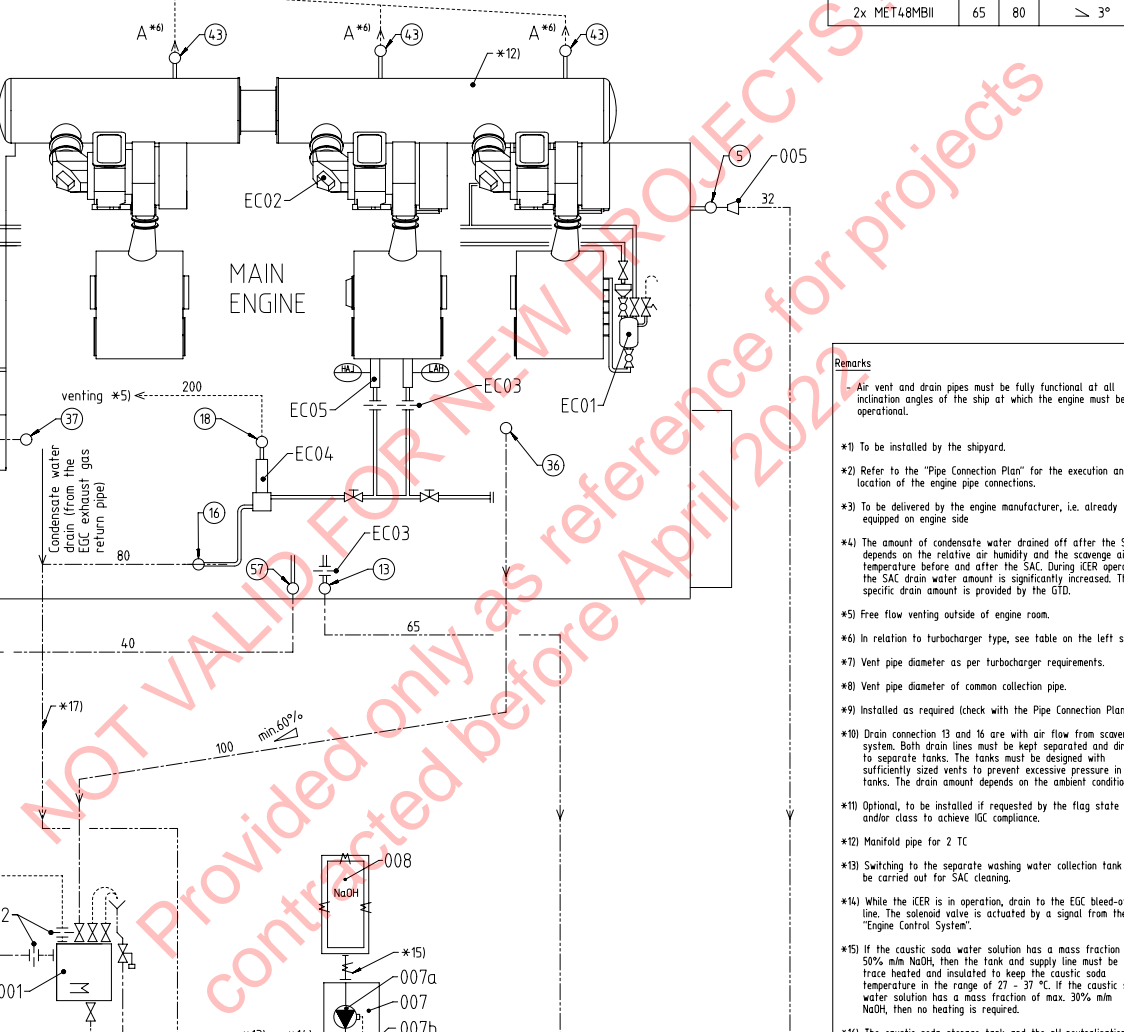 2x MET48MBII 65 80 ⦣ 3°
A*6) 43
A*6) 43
A*6) 43
*12)
5 005
32
EC02
MAIN
ENGINE
LAH LAH
EC03
EC05
EC01
200
venting *5)
37
18
EC04
36
Condensate water
drain (from the
EGC exhaust gas
return pipe)
16
EC03
80
57 13
65
40
*17)
min.60%
100
008
NaOH
*15)
007a
007
007b
2
001
Remarks
- Air vent and drain pipes must be fully functional at all
inclination angles of the ship at which the engine must be
operational.
*1) To be installed by the shipyard.
*2) Refer to the "Pipe Connection Plan" for the execution an
location of the engine pipe connections.
*3) To be delivered by the engine manufacturer, i.e. already
equipped on engine side
*4) The amount of condensate water drained off after the S
depends on the relative air humidity and the scavenge ai
temperature before and after the SAC. During iCER opera
the SAC drain water amount is significantly increased. Th
specific drain amount is provided by the GTD.
*5) Free flow venting outside of engine room.
*6) In relation to turbocharger type, see table on the left s
*7) Vent pipe diameter as per turbocharger requirements.
*8) Vent pipe diameter of common collection pipe.
*9) Installed as required (check with the Pipe Connection Plan
*10) Drain connection 13 and 16 are with air flow from scaven
system. Both drain lines must be kept separated and dir
to separate tanks. The tanks must be designed with
sufficiently sized vents to prevent excessive pressure in
tanks. The drain amount depends on the ambient conditio
*11) Optional, to be installed if requested by the flag state
and/or class to achieve IGC compliance.
*12) Manifold pipe for 2 TC
*13) Switching to the separate washing water collection tank
be carried out for SAC cleaning.
*14) While the iCER is in operation, drain to the EGC bleed-o
line. The solenoid valve is actuated by a signal from the
"Engine Control System".
*15) If the caustic soda water solution has a mass fraction
50% m/m NaOH, then the tank and supply line must be
trace heated and insulated to keep the caustic soda
temperature in the range of 27 - 37 °C. If the caustic s
water solution has a mass fraction of max. 30% m/m
NaOH, then no heating is required.
NOT VALID FOR NEW PROJECTS.
Provided only as reference for projects
contracted before April 2022